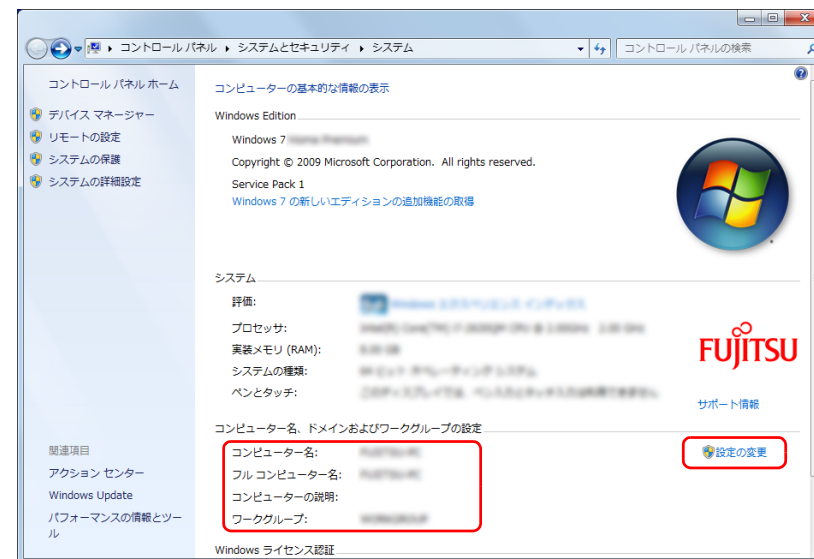 コントロール パネル ▸ システムとセキュリティ ▸ システム
コントロール パネルの検索
コントロール パネル ホーム
デバイス マネージャー
リモートの設定
システムの保護
システムの詳細設定
関連項目
アクション センター
Windows Update
パフォーマンスの情報とツー
ル
コンピューターの基本的な情報の表示
Windows Edition
Windows 7
Copyright © 2009 Microsoft Corporation. All rights reserved.
Service Pack 1
Windows 7 の新しいエディションの追加機能の取得
システム
評価:
プロセッサ:
実装メモリ (RAM):
システムの種類:
ペンとタッチ:
FUJITSU
サポート情報
コンピューター名、ドメインおよびワークグループの設定
コンピューター名:
フル コンピューター名:
コンピューターの説明:
ワークグループ:
設定の変更
Windows ライセンス認証